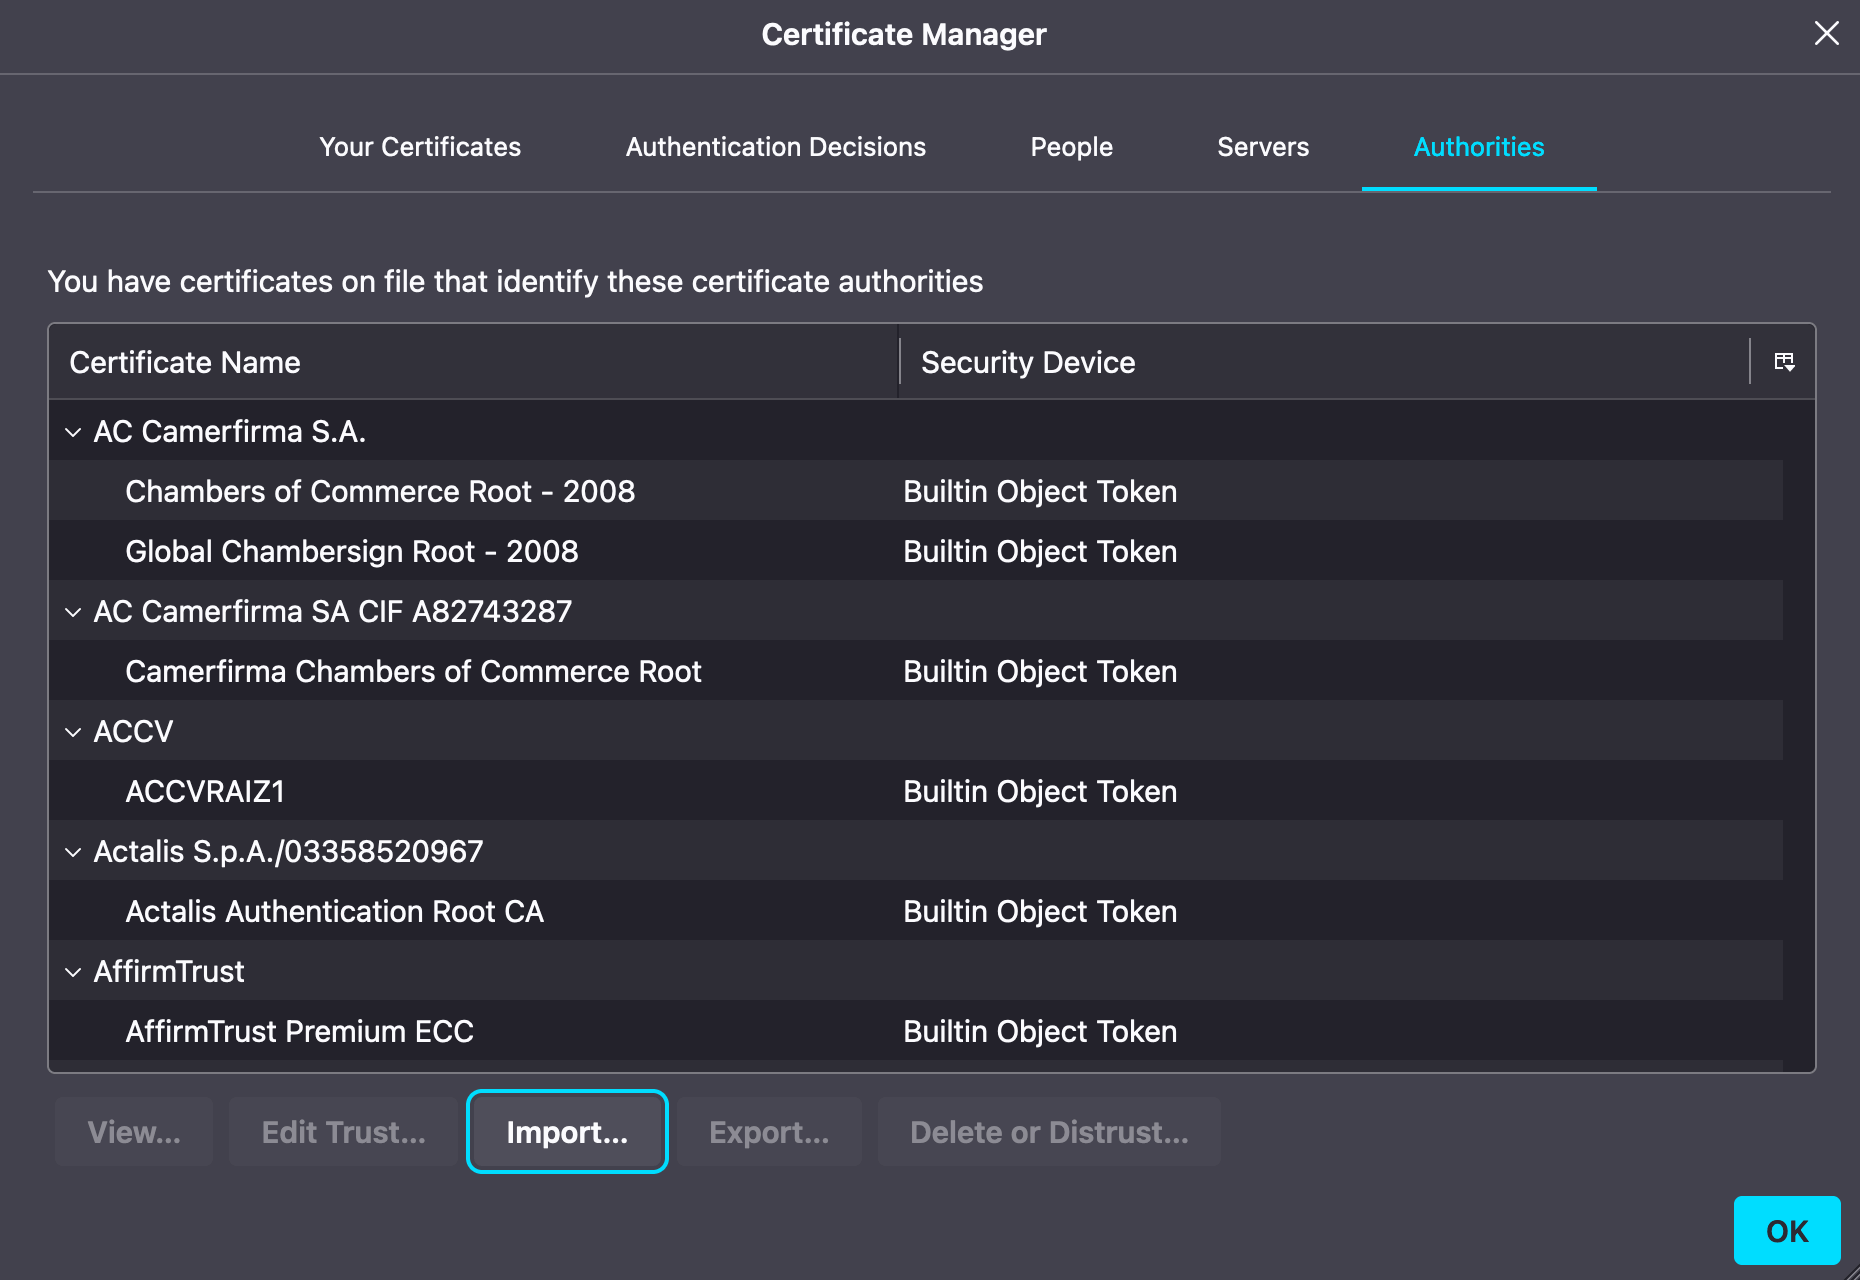 Certificate Manager
Your Certificates Authentication Decisions People Servers Authorities
You have certificates on file that identify these certificate authorities
Certificate Name Security Device
AC Camerfirma S.A.
Chambers of Commerce Root - 2008 Builtin Object Token
Global Chambersign Root - 2008 Builtin Object Token
AC Camerfirma SA CIF A82743287
Camerfirma Chambers of Commerce Root Builtin Object Token
ACCV
ACCVRAIZ1 Builtin Object Token
Actalis S.p.A./03358520967
Actalis Authentication Root CA Builtin Object Token
AffirmTrust
AffirmTrust Premium ECC Builtin Object Token
View... Edit Trust... Import... Export... Delete or Distrust...
OK